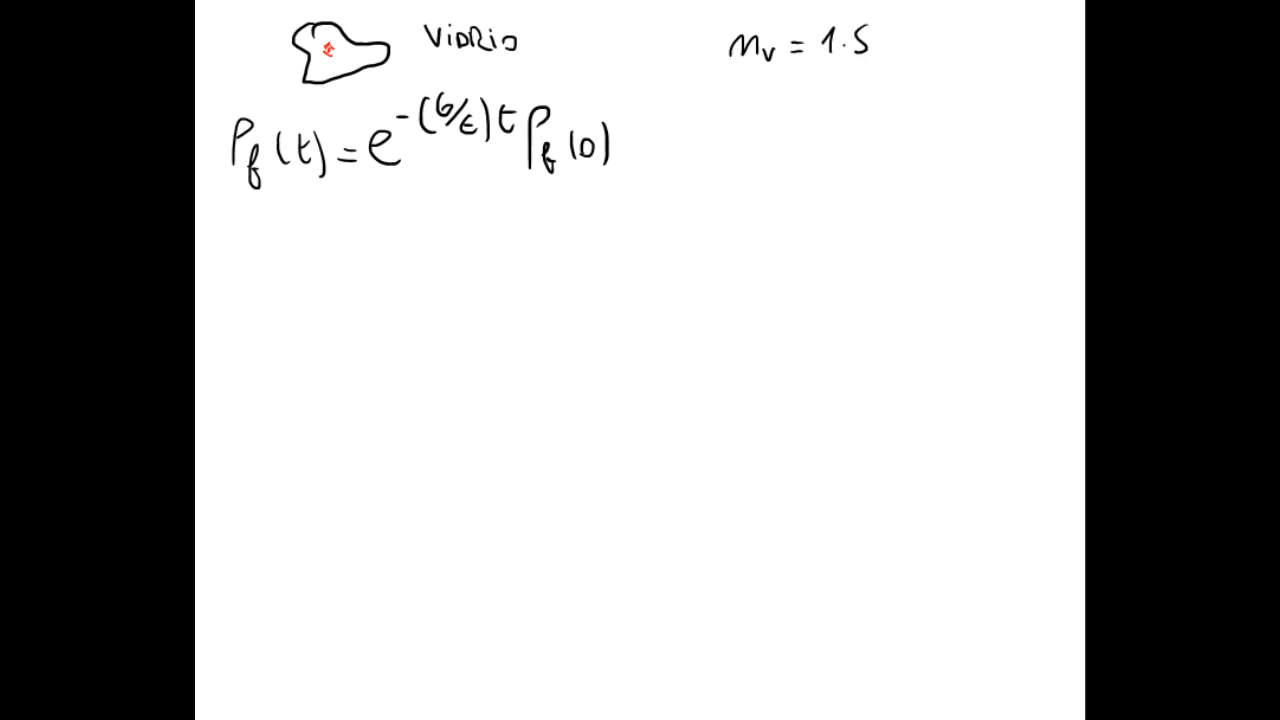 VIDRIO
n_v = 1.5
ρ_f(t) = e^{-(σ/ε)t} ρ_f(0)